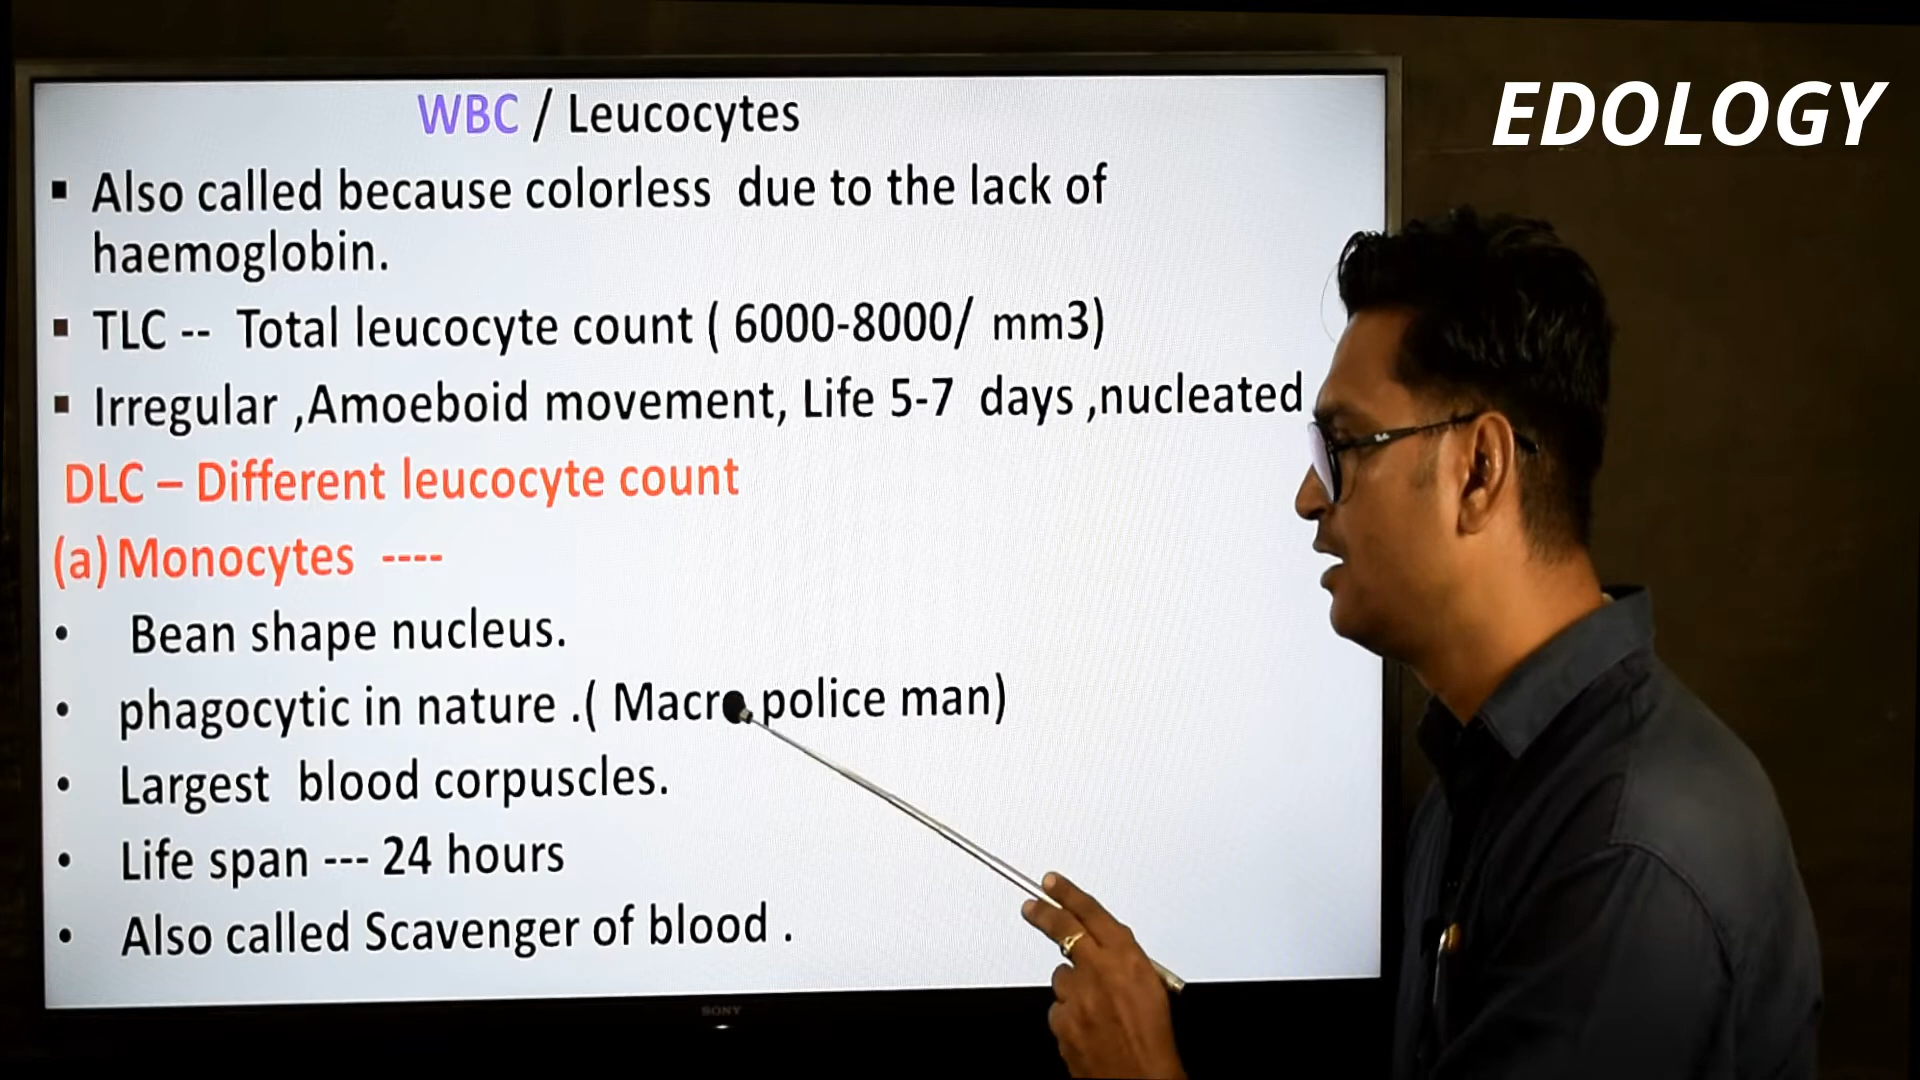 EDOLOGY
WBC / Leucocytes
▪ Also called because colorless due to the lack of
haemoglobin.
▪ TLC -- Total leucocyte count ( 6000-8000/ mm3)
▪ Irregular ,Amoeboid movement, Life 5-7 days ,nucleated
DLC – Different leucocyte count
(a) Monocytes ----
• Bean shape nucleus.
• phagocytic in nature .( Macro police man)
• Largest blood corpuscles.
• Life span --- 24 hours
• Also called Scavenger of blood .
SONY